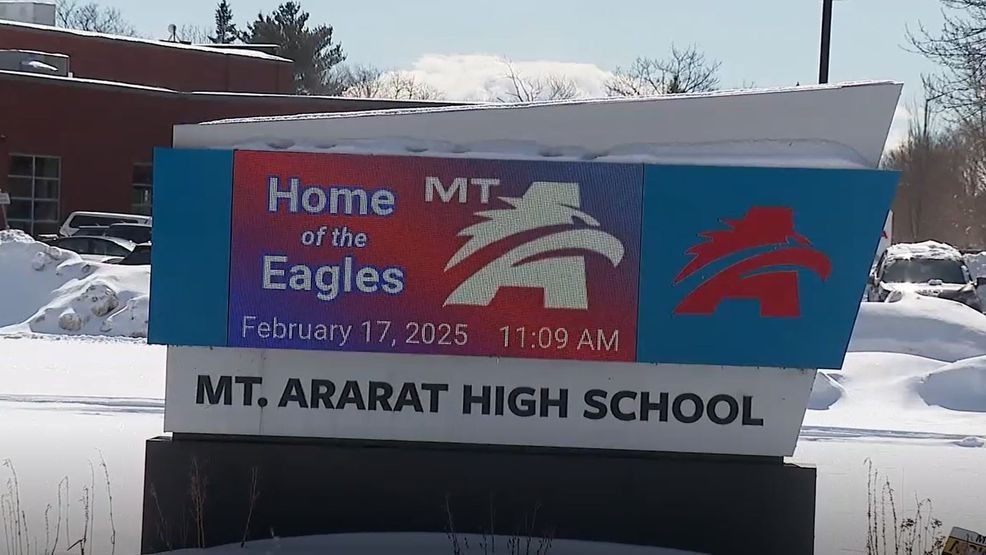 Home
of the
Eagles
MT
A
February 17, 2025 11:09 AM
A
MT. ARARAT HIGH SCHOOL